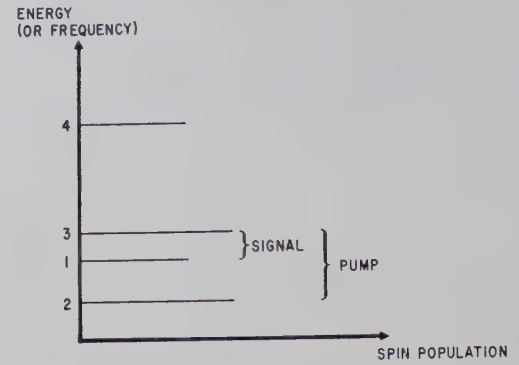 ENERGY
(OR FREQUENCY)
4
3
SIGNAL
1
PUMP
2
SPIN POPULATION